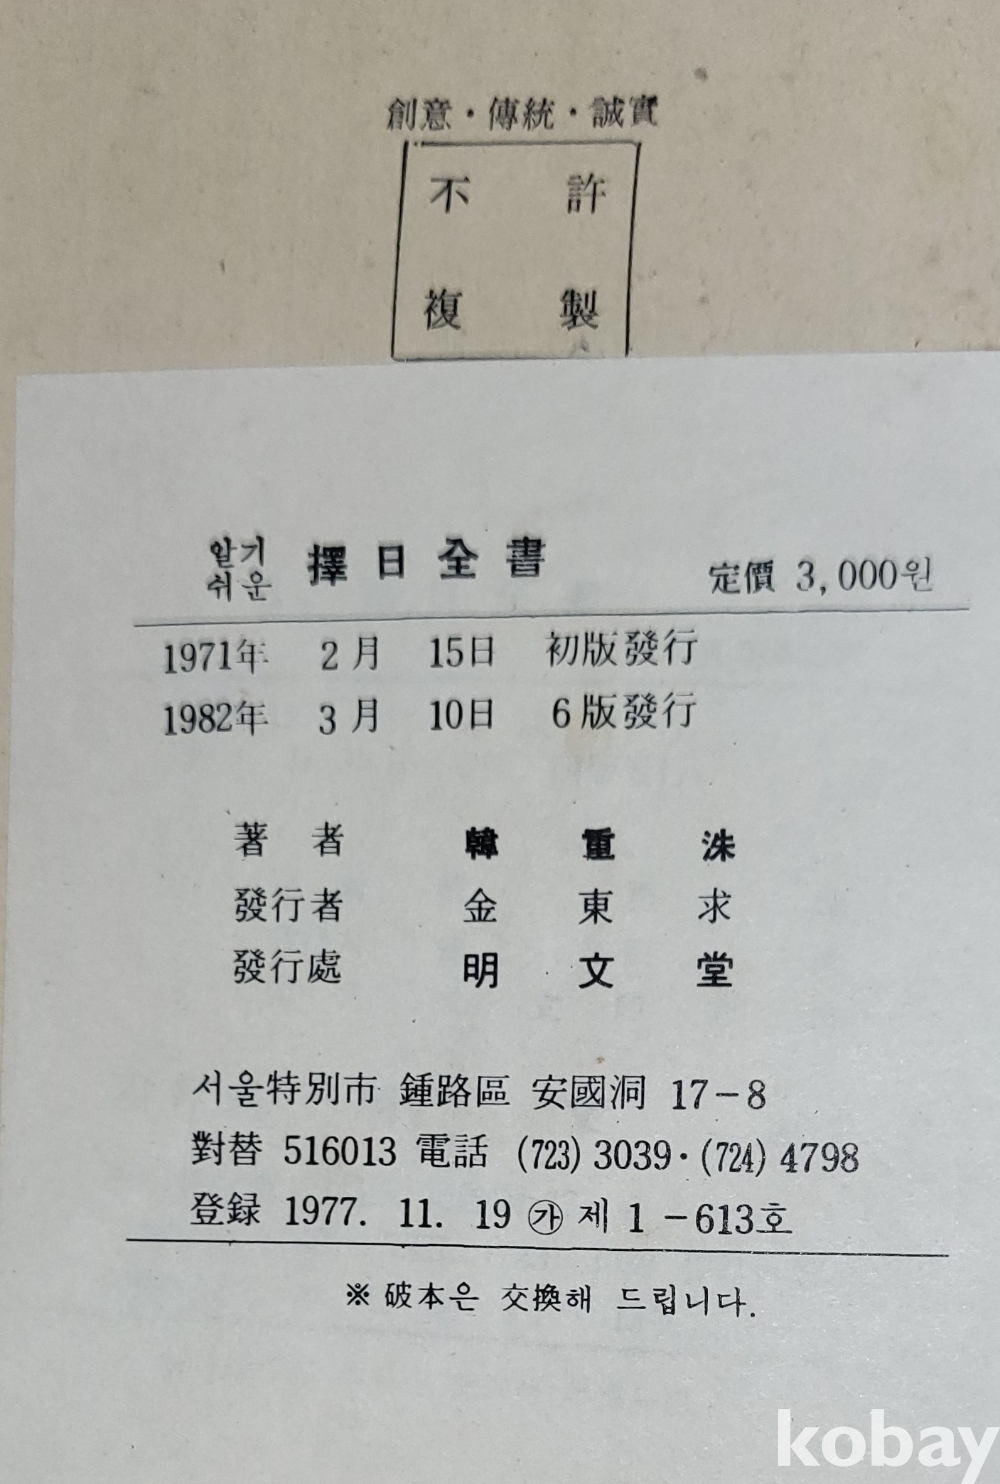 創意·傳統·誠實
不 許
複 製
알기 쉬운 擇日全書 定價 3,000원
1971年 2月 15日 初版發行
1982年 3月 10日 6版發行
著 者 韓 重 洙
發行者 金 東 求
發行處 明 文 堂
서울特別市 鍾路區 安國洞 17-8
對替 516013 電話 (723) 3039·(724) 4798
登録 1977. 11. 19 ㉮ 제 1-613호
※ 破本은 交換해 드립니다.
kobay